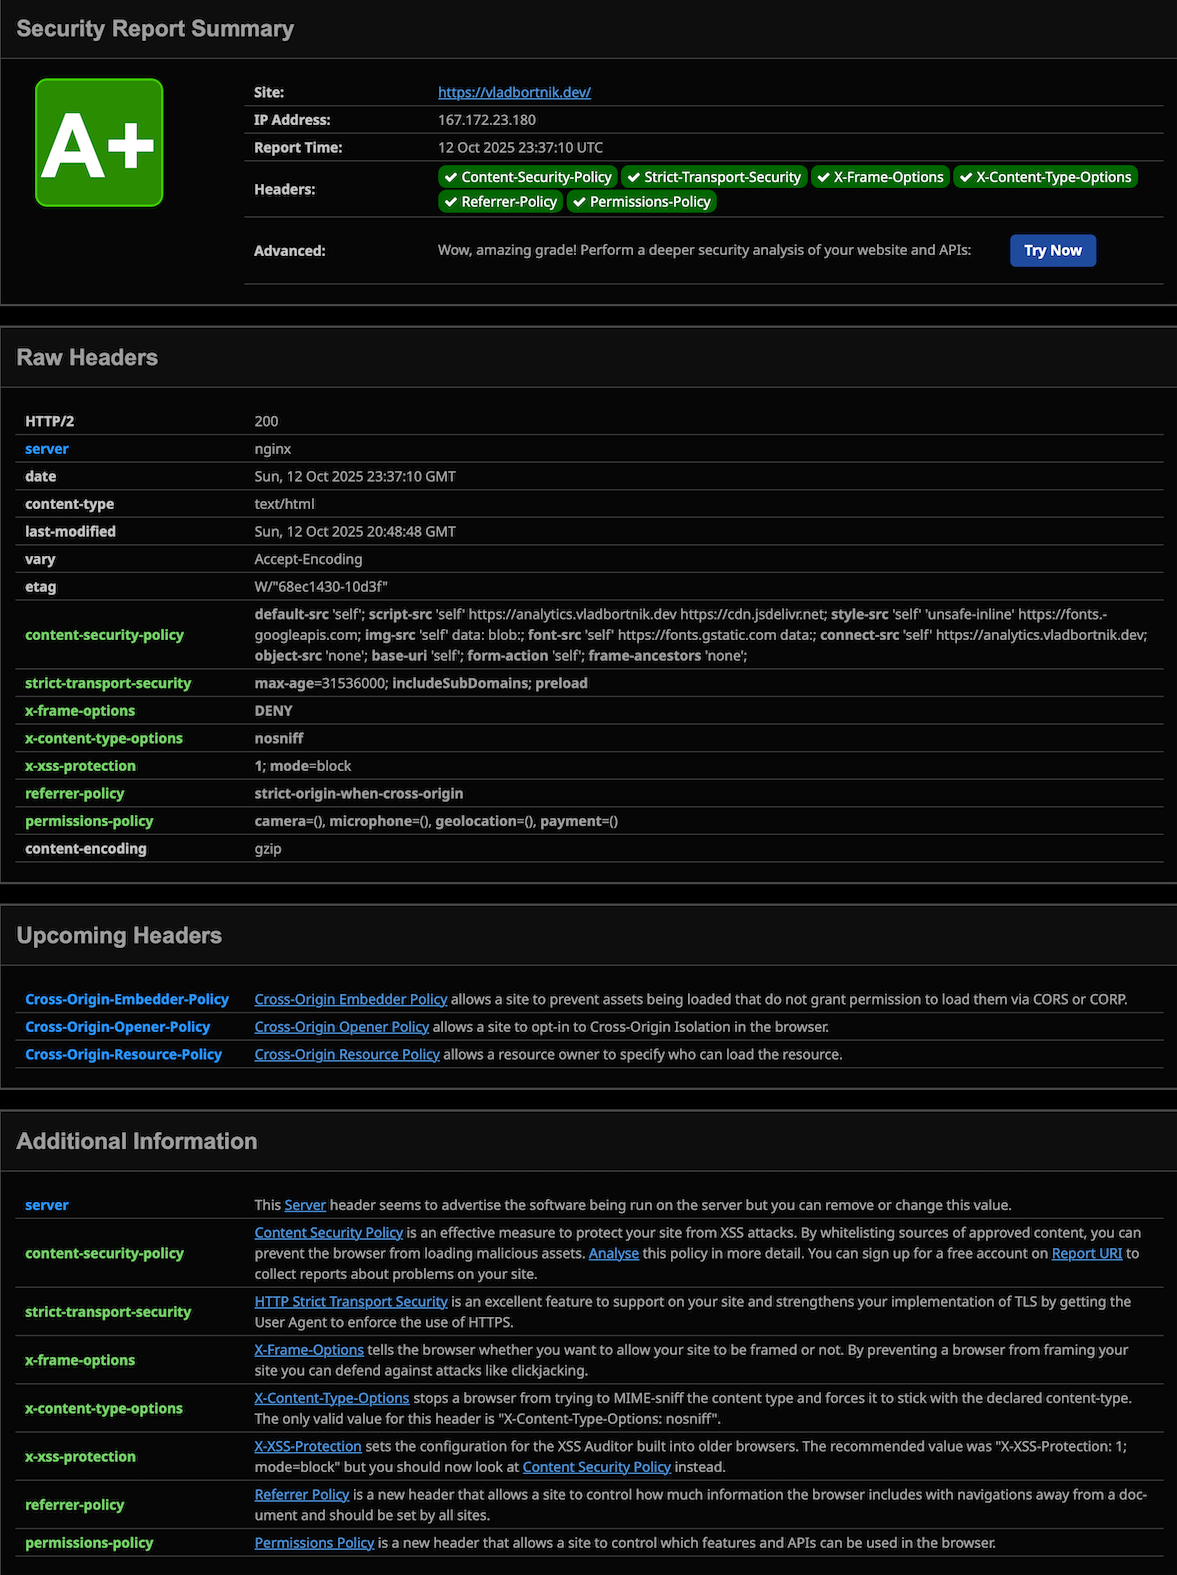 Security Report Summary
A+
Site: https://vladbortnik.dev/
IP Address: 167.172.23.180
Report Time: 12 Oct 2025 23:37:10 UTC
Headers: Content-Security-Policy Strict-Transport-Security X-Frame-Options X-Content-Type-Options
Referrer-Policy Permissions-Policy
Advanced: Wow, amazing grade! Perform a deeper security analysis of your website and APIs: Try Now
Raw Headers
HTTP/2 200
server nginx
date Sun, 12 Oct 2025 23:37:10 GMT
content-type text/html
last-modified Sun, 12 Oct 2025 20:48:48 GMT
vary Accept-Encoding
etag W/"68ec1430-10d3f"
content-security-policy default-src 'self'; script-src 'self' https://analytics.vladbortnik.dev https://cdn.jsdelivr.net; style-src 'self' 'unsafe-inline' https://fonts.-
googleapis.com; img-src 'self' data: blob:; font-src 'self' https://fonts.gstatic.com data:; connect-src 'self' https://analytics.vladbortnik.dev;
object-src 'none'; base-uri 'self'; form-action 'self'; frame-ancestors 'none';
strict-transport-security max-age=31536000; includeSubDomains; preload
x-frame-options DENY
x-content-type-options nosniff
x-xss-protection 1; mode=block
referrer-policy strict-origin-when-cross-origin
permissions-policy camera=(), microphone=(), geolocation=(), payment=()
content-encoding gzip
Upcoming Headers
Cross-Origin-Embedder-Policy Cross-Origin Embedder Policy allows a site to prevent assets being loaded that do not grant permission to load them via CORS or CORP.
Cross-Origin-Opener-Policy Cross-Origin Opener Policy allows a site to opt-in to Cross-Origin Isolation in the browser.
Cross-Origin-Resource-Policy Cross-Origin Resource Policy allows a resource owner to specify who can load the resource.
Additional Information
server This Server header seems to advertise the software being run on the server but you can remove or change this value.
content-security-policy Content Security Policy is an effective measure to protect your site from XSS attacks. By whitelisting sources of approved content, you can
prevent the browser from loading malicious assets. Analyse this policy in more detail. You can sign up for a free account on Report URI to
collect reports about problems on your site.
strict-transport-security HTTP Strict Transport Security is an excellent feature to support on your site and strengthens your implementation of TLS by getting the
User Agent to enforce the use of HTTPS.
x-frame-options X-Frame-Options tells the browser whether you want to allow your site to be framed or not. By preventing a browser from framing your
site you can defend against attacks like clickjacking.
x-content-type-options X-Content-Type-Options stops a browser from trying to MIME-sniff the content type and forces it to stick with the declared content-type.
The only valid value for this header is "X-Content-Type-Options: nosniff".
x-xss-protection X-XSS-Protection sets the configuration for the XSS Auditor built into older browsers. The recommended value was "X-XSS-Protection: 1;
mode=block" but you should now look at Content Security Policy instead.
referrer-policy Referrer Policy is a new header that allows a site to control how much information the browser includes with navigations away from a doc-
ument and should be set by all sites.
permissions-policy Permissions Policy is a new header that allows a site to control which features and APIs can be used in the browser.